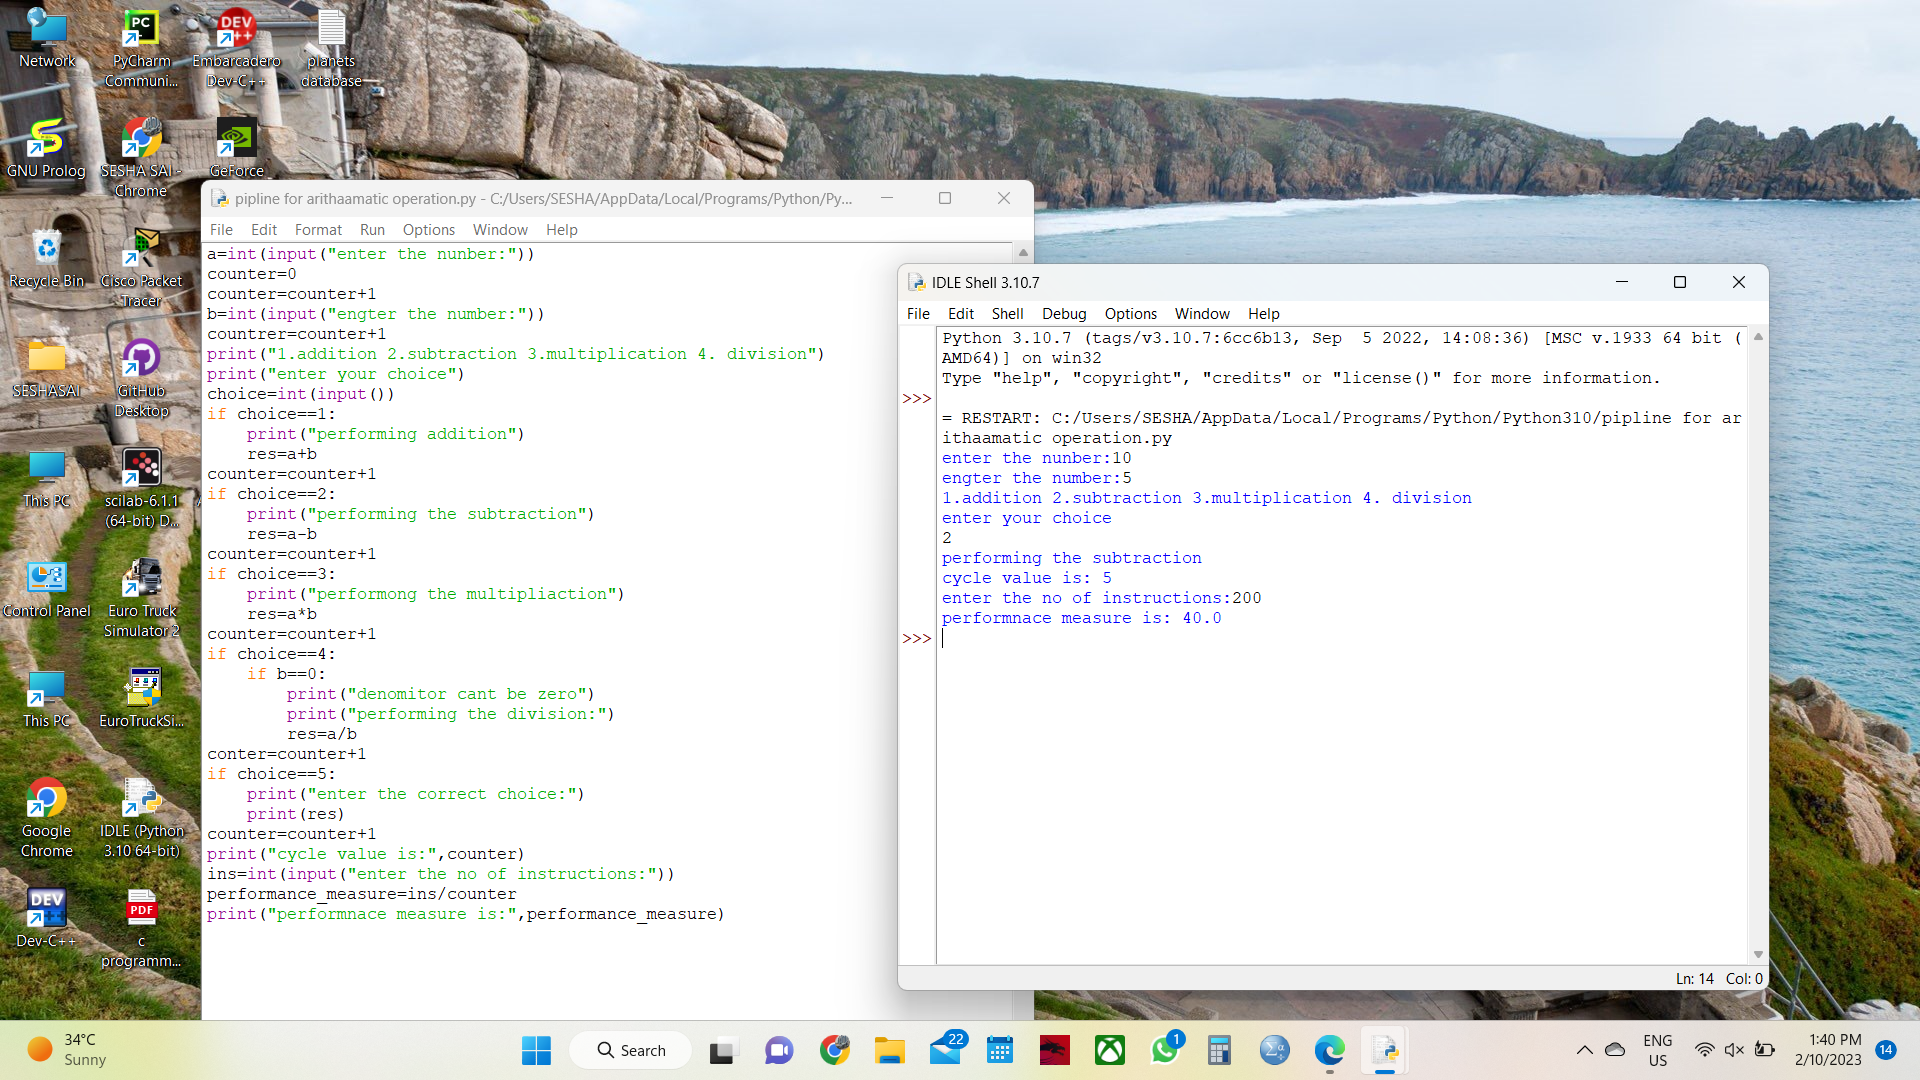 Network
PyCharm
Communi...
Embarcadero
Dev-C++
planets
database
GNU Prolog
SESHA SAI -
Chrome
GeForce
Recycle Bin
Cisco Packet
Tracer
SESHASAI
GitHub
Desktop
This PC
scilab-6.1.1
(64-bit) D...
Control Panel
Euro Truck
Simulator 2
This PC
EuroTruckSi...
Google
Chrome
IDLE (Python
3.10 64-bit)
Dev-C++
c
programm...
PC
DEV
DEV
PDF
pipline for arithaamatic operation.py - C:/Users/SESHA/AppData/Local/Programs/Python/Py...
File Edit Format Run Options Window Help
a=int(input("enter the nunber:"))
counter=0
counter=counter+1
b=int(input("engter the number:"))
countrer=counter+1
print("1.addition 2.subtraction 3.multiplication 4. division")
print("enter your choice")
choice=int(input())
if choice==1:
    print("performing addition")
    res=a+b
counter=counter+1
if choice==2:
    print("performing the subtraction")
    res=a-b
counter=counter+1
if choice==3:
    print("performong the multipliaction")
    res=a*b
counter=counter+1
if choice==4:
    if b==0:
        print("denomitor cant be zero")
        print("performing the division:")
        res=a/b
conter=counter+1
if choice==5:
    print("enter the correct choice:")
    print(res)
counter=counter+1
print("cycle value is:",counter)
ins=int(input("enter the no of instructions:"))
performance_measure=ins/counter
print("performnace measure is:",performance_measure)
IDLE Shell 3.10.7
File Edit Shell Debug Options Window Help
Python 3.10.7 (tags/v3.10.7:6cc6b13, Sep  5 2022, 14:08:36) [MSC v.1933 64 bit (
AMD64)] on win32
Type "help", "copyright", "credits" or "license()" for more information.
>>>
= RESTART: C:/Users/SESHA/AppData/Local/Programs/Python/Python310/pipline for ar
ithaamatic operation.py
enter the nunber:10
engter the number:5
1.addition 2.subtraction 3.multiplication 4. division
enter your choice
2
performing the subtraction
cycle value is: 5
enter the no of instructions:200
performnace measure is: 40.0
>>>
Ln: 14 Col: 0
34°C
Sunny
Search
22
1
ENG
US
1:40 PM
2/10/2023
14